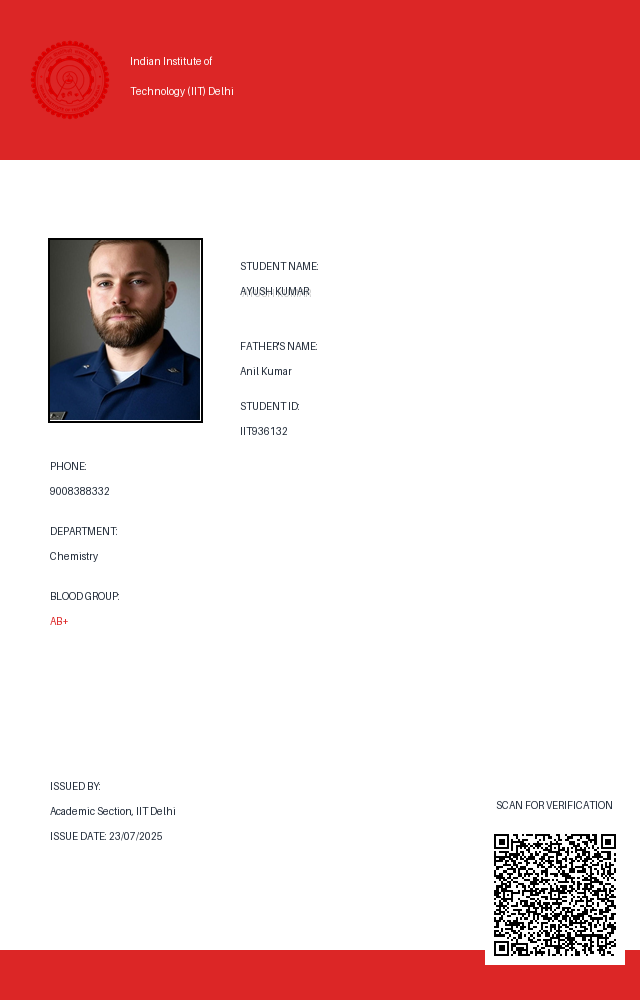 Indian Institute of
Technology (IIT) Delhi
STUDENT NAME:
AYUSH KUMAR
FATHER'S NAME:
Anil Kumar
STUDENT ID:
IIT936132
PHONE:
9008388332
DEPARTMENT:
Chemistry
BLOOD GROUP:
AB+
ISSUED BY:
Academic Section, IIT Delhi
ISSUE DATE: 23/07/2025
SCAN FOR VERIFICATION